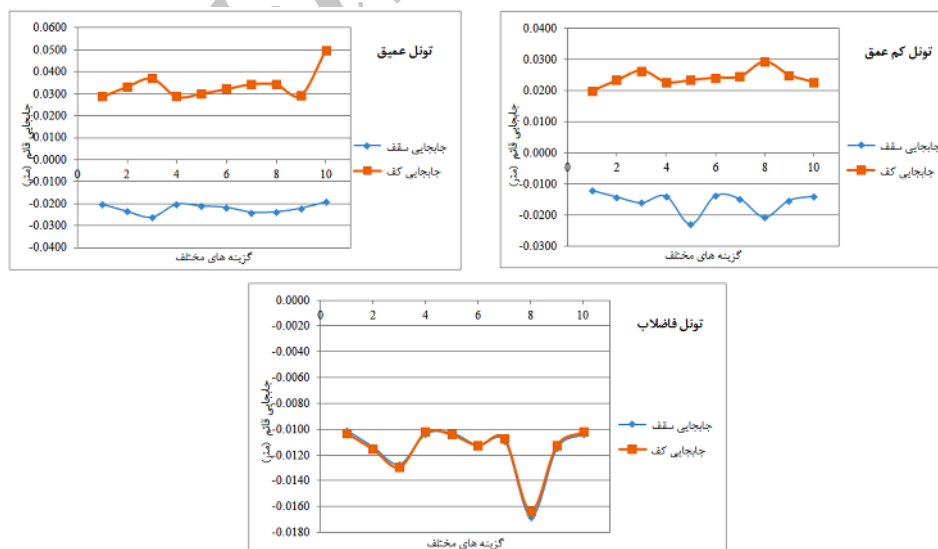 تونل عمیق
0.0600
0.0500
0.0400
0.0300
0.0200
0.0100
0.0000
-0.0100
-0.0200
-0.0300
-0.0400
0 2 4 6 8 10
جابجایی قائم (متر)
جابجایی سقف
جابجایی کف
گزینه های مختلف
تونل کم عمق
0.0400
0.0300
0.0200
0.0100
0.0000
-0.0100
-0.0200
-0.0300
0 2 4 6 8 10
جابجایی قائم (متر)
جابجایی سقف
جابجایی کف
گزینه های مختلف
تونل فاضلاب
0.0000
-0.0020
-0.0040
-0.0060
-0.0080
-0.0100
-0.0120
-0.0140
-0.0160
-0.0180
0 2 4 6 8 10
جابجایی قائم (متر)
جابجایی سقف
جابجایی کف
گزینه های مختلف